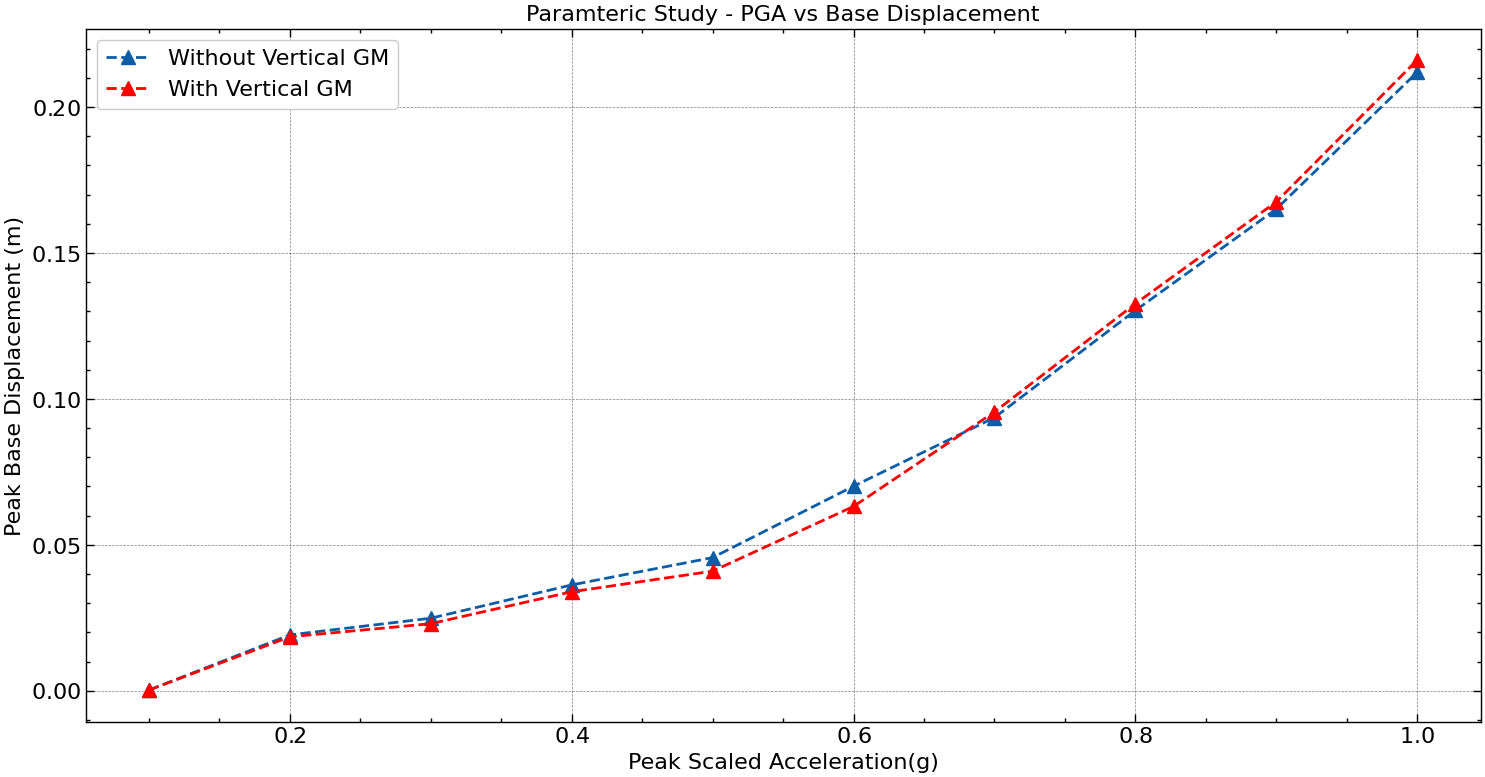 Paramteric Study - PGA vs Base Displacement
Without Vertical GM
With Vertical GM
0.20
0.15
0.10
0.05
0.00
Peak Base Displacement (m)
0.2
0.4
0.6
0.8
1.0
Peak Scaled Acceleration(g)